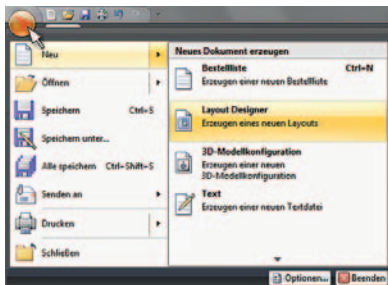 Neu
Öffnen
Speichern Ctrl+S
Speichern unter...
Alle speichern Ctrl+Shift+S
Senden an
Drucken
Schließen
Neues Dokument erzeugen
Bestellliste Ctrl+N
Erzeugen einer neuen Bestellliste
Layout Designer
Erzeugen eines neuen Layouts
3D-Modellkonfiguration
Erzeugen einer neuen
3D-Modellkonfiguration
Text
Erzeugen einer neuen Textdatei
Optionen... Beenden